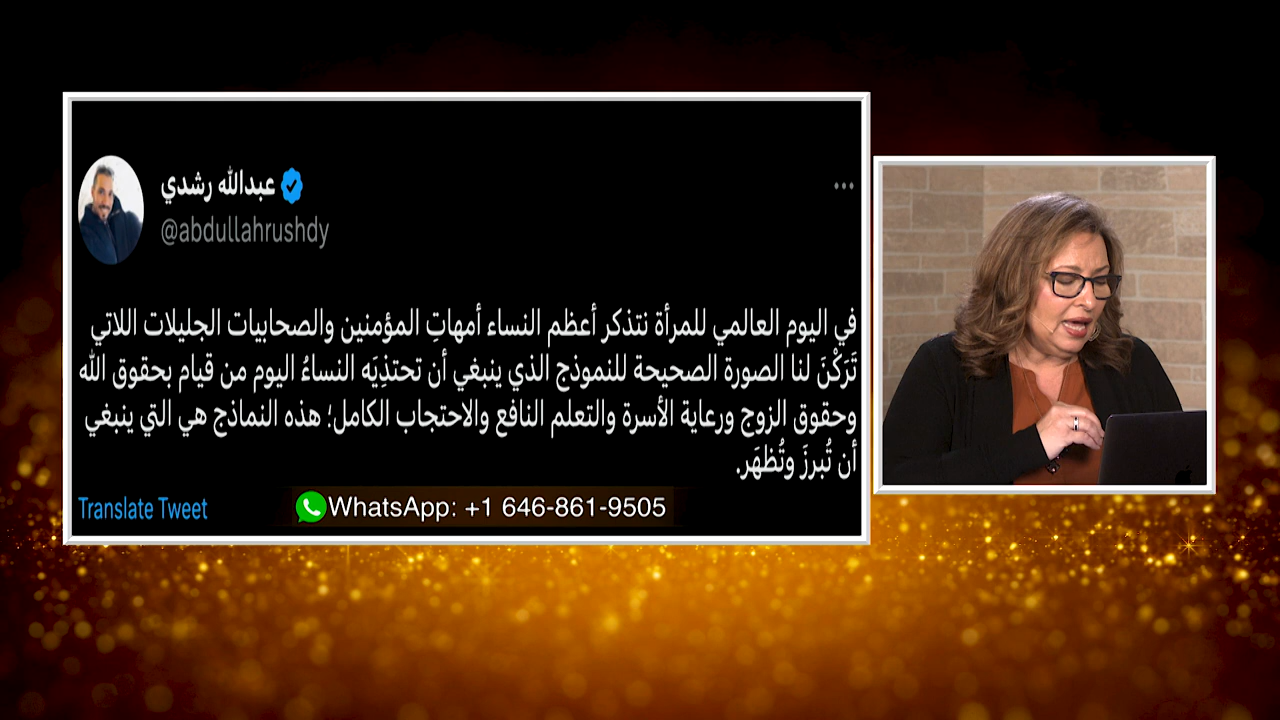 عبدالله رشدي
@abdullahrushdy
في اليوم العالمي للمرأة نتذكر أعظم النساء أمهاتِ المؤمنين والصحابيات الجليلات اللاتي
تَرَكْنَ لنا الصورة الصحيحة للنموذج الذي ينبغي أن تحتذِيَه النساءُ اليوم من قيام بحقوق الله
وحقوق الزوج ورعاية الأسرة والتعلم النافع والاحتجاب الكامل؛ هذه النماذج هي التي ينبغي
أن تُبرزَ وتُظهَر.
Translate Tweet
WhatsApp: +1 646-861-9505